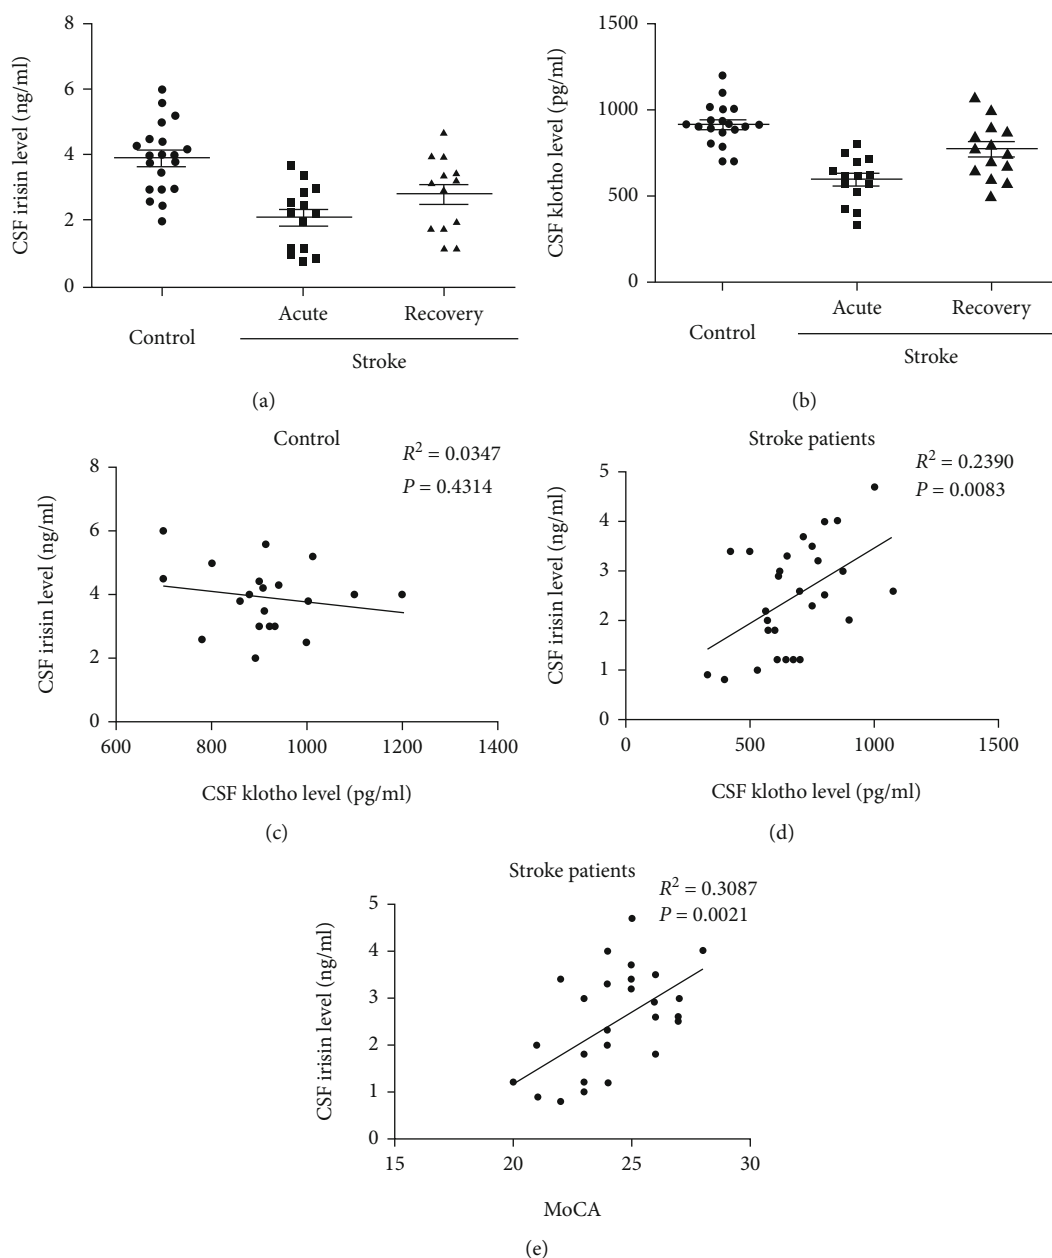 CSF irisin level (ng/ml)
8
6
4
2
0
Acute
Recovery
Control
Stroke
(a)
CSF klotho level (pg/ml)
1500
1000
500
0
Acute
Recovery
Control
Stroke
(b)
Control
R² = 0.0347
P = 0.4314
CSF irisin level (ng/ml)
8
6
4
2
0
600 800 1000 1200 1400
CSF klotho level (pg/ml)
(c)
Stroke patients
R² = 0.2390
P = 0.0083
CSF irisin level (ng/ml)
5
4
3
2
1
0
0 500 1000 1500
CSF klotho level (pg/ml)
(d)
Stroke patients
R² = 0.3087
P = 0.0021
CSF irisin level (ng/ml)
5
4
3
2
1
0
15 20 25 30
MoCA
(e)